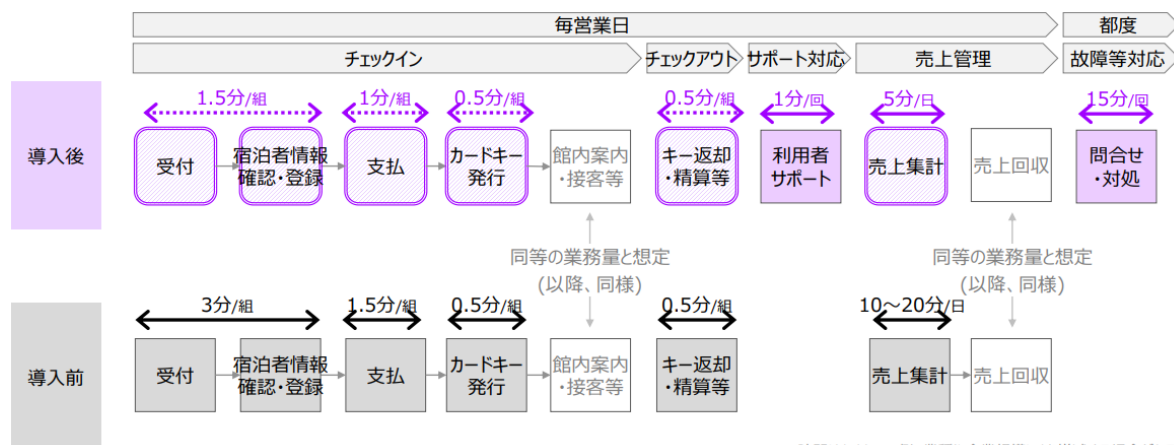 毎営業日
都度
チェックイン
チェックアウト
サポート対応
売上管理
故障等対応
1.5分/組
1分/組
0.5分/組
0.5分/組
1分/回
5分/日
15分/回
導入後
受付
宿泊者情報
確認・登録
支払
カードキー
発行
館内案内
・接客等
キー返却
・精算等
利用者
サポート
売上集計
売上回収
問合せ
・対処
同等の業務量と想定
(以降、同様)
同等の業務量と想定
(以降、同様)
3分/組
1.5分/組
0.5分/組
0.5分/組
10～20分/日
導入前
受付
宿泊者情報
確認・登録
支払
カードキー
発行
館内案内
・接客等
キー返却
・精算等
売上集計
売上回収